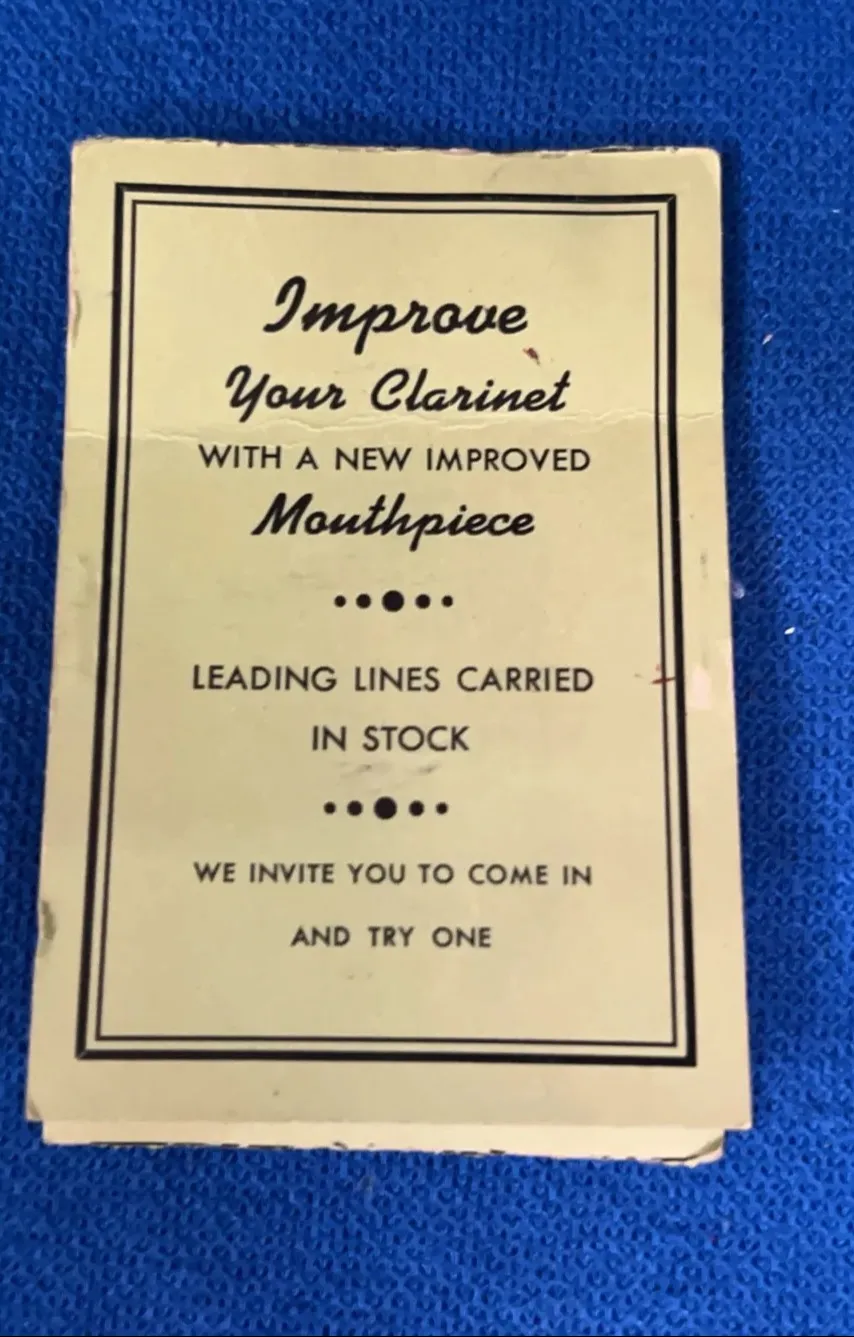 Improve
Your Clarinet
WITH A NEW IMPROVED
Mouthpiece
LEADING LINES CARRIED
IN STOCK
WE INVITE YOU TO COME IN
AND TRY ONE